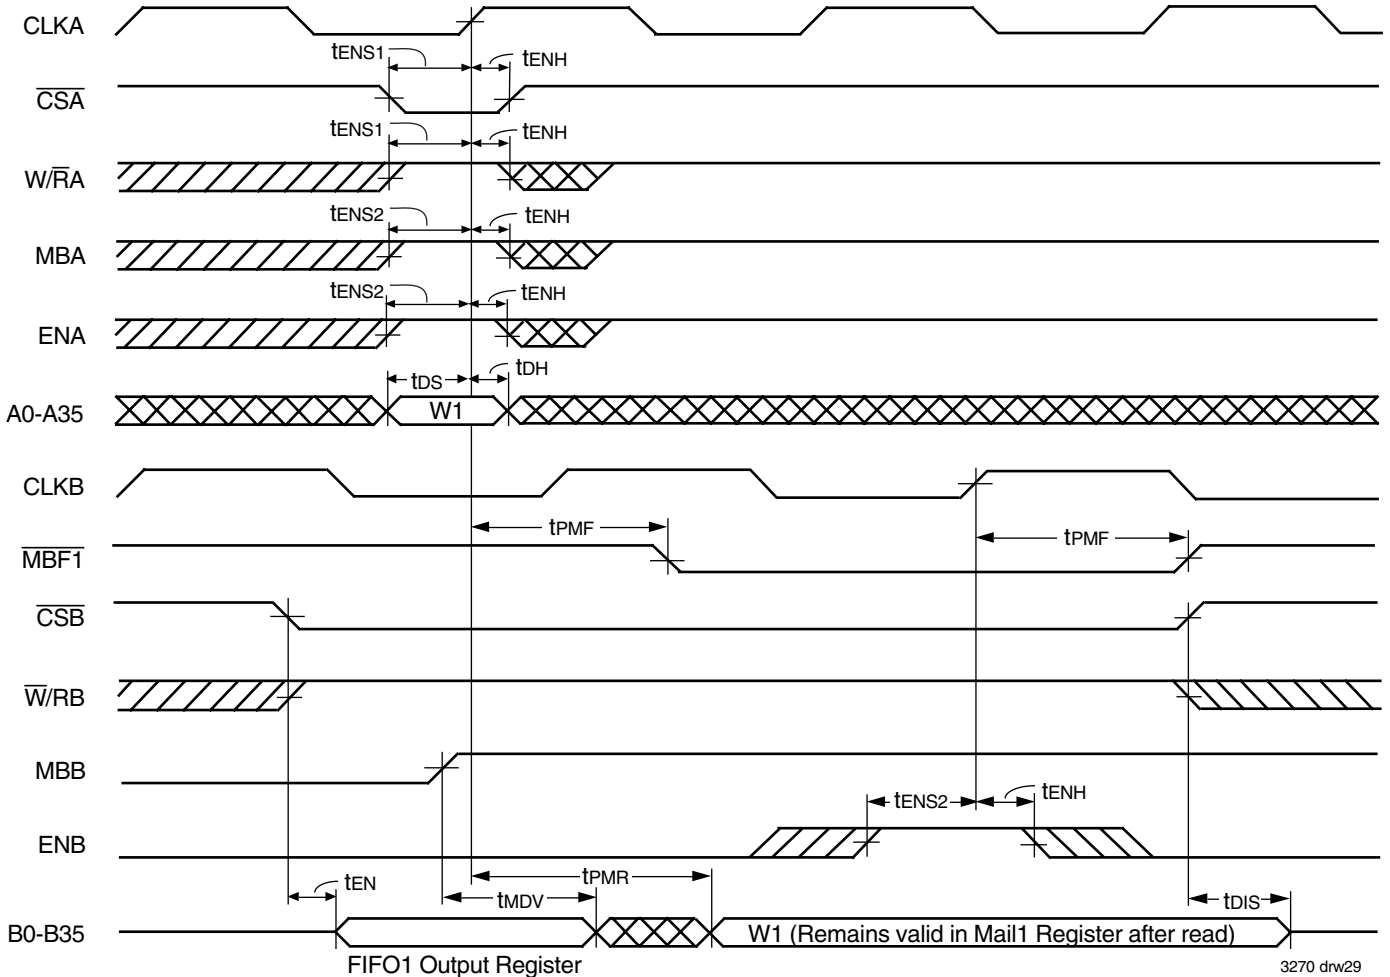 CLKA
tENS1 tENH
CSA
tENS1 tENH
W/RA
tENS2 tENH
MBA
tENS2 tENH
ENA
tDS tDH
A0-A35 W1
CLKB
tPMF tPMF
MBF1
CSB
W/RB
MBB
tENS2 tENH
ENB
tEN tMDV tPMR tDIS
B0-B35 W1 (Remains valid in Mail1 Register after read)
FIFO1 Output Register
3270 drw29